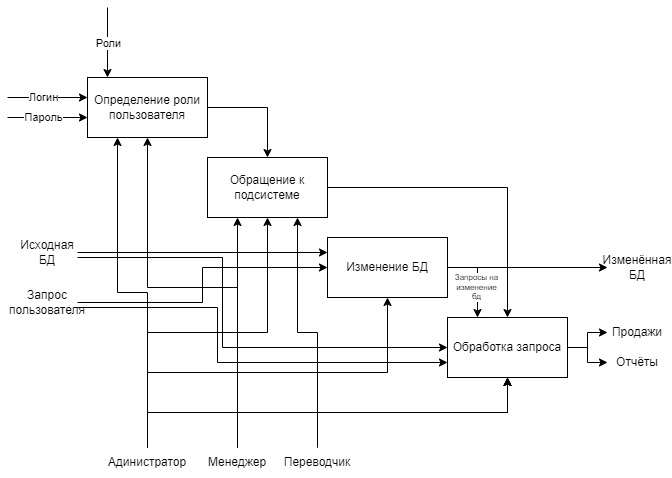 Роли
Логин
Пароль
Определение роли
пользователя
Обращение к
подсистеме
Исходная
БД
Изменение БД
Изменённая
БД
Запросы на
изменение
бд
Запрос
пользователя
Обработка запроса
Продажи
Отчёты
Адинистратор
Менеджер
Переводчик